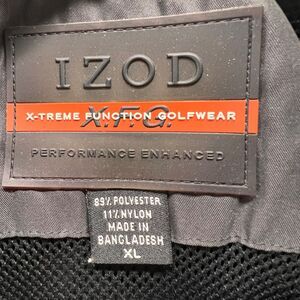 IZOD
X-TREME FUNCTION GOLFWEAR
X.F.G.
PERFORMANCE ENHANCED
89% POLYESTER
11% NYLON
MADE IN
BANGLADESH
XL